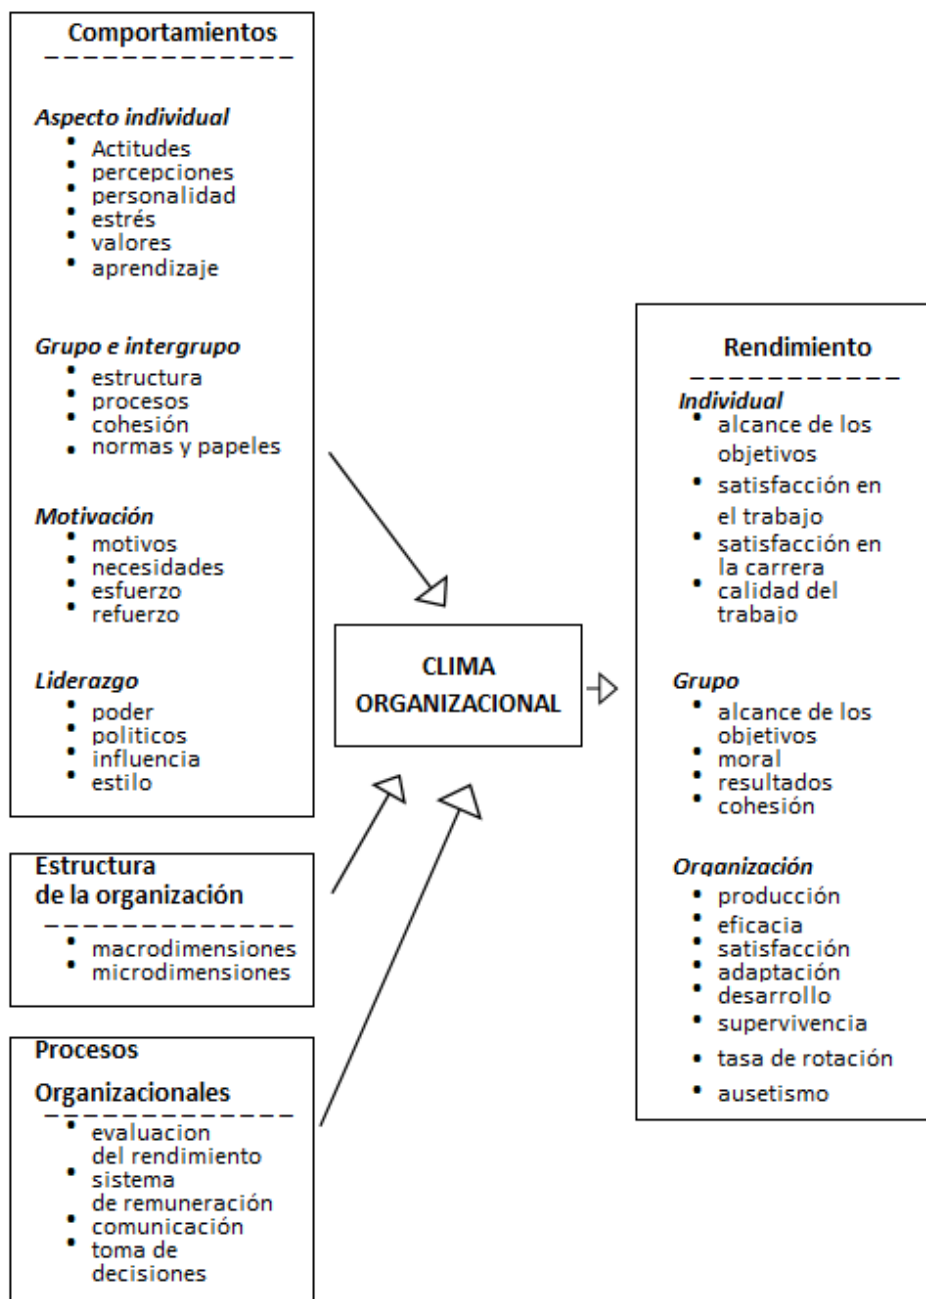 Comportamientos
Aspecto individual
• Actitudes
• percepciones
• personalidad
• estrés
• valores
• aprendizaje
Grupo e intergrupo
• estructura
• procesos
• cohesión
• normas y papeles
Motivación
• motivos
• necesidades
• esfuerzo
• refuerzo
Liderazgo
• poder
• politicos
• influencia
• estilo
Estructura
de la organización
• macrodimensiones
• microdimensiones
Procesos
Organizacionales
• evaluacion
del rendimiento
• sistema
de remuneración
• comunicación
• toma de
decisiones
CLIMA
ORGANIZACIONAL
Rendimiento
Individual
• alcance de los
objetivos
• satisfacción en
el trabajo
• satisfacción en
la carrera
• calidad del
trabajo
Grupo
• alcance de los
objetivos
• moral
• resultados
• cohesión
Organización
• producción
• eficacia
• satisfacción
• adaptación
• desarrollo
• supervivencia
• tasa de rotación
• ausetismo